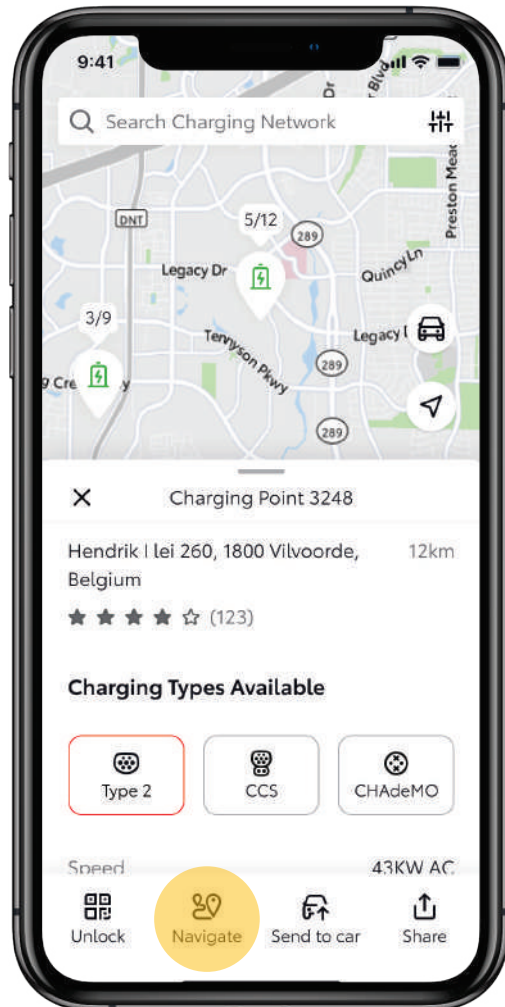 9:41
Dr
Blvd
Search Charging Network
Preston Mead
DNT
5/12
289
Legacy Dr
Quincy Ln
3/9
Tennyson Pkwy
Legacy
289
289
Charging Point 3248
Hendrik I lei 260, 1800 Vilvoorde, 12km
Belgium
(123)
Charging Types Available
Type 2 CCS CHAdeMO
Speed 43KW AC
Unlock Navigate Send to car Share